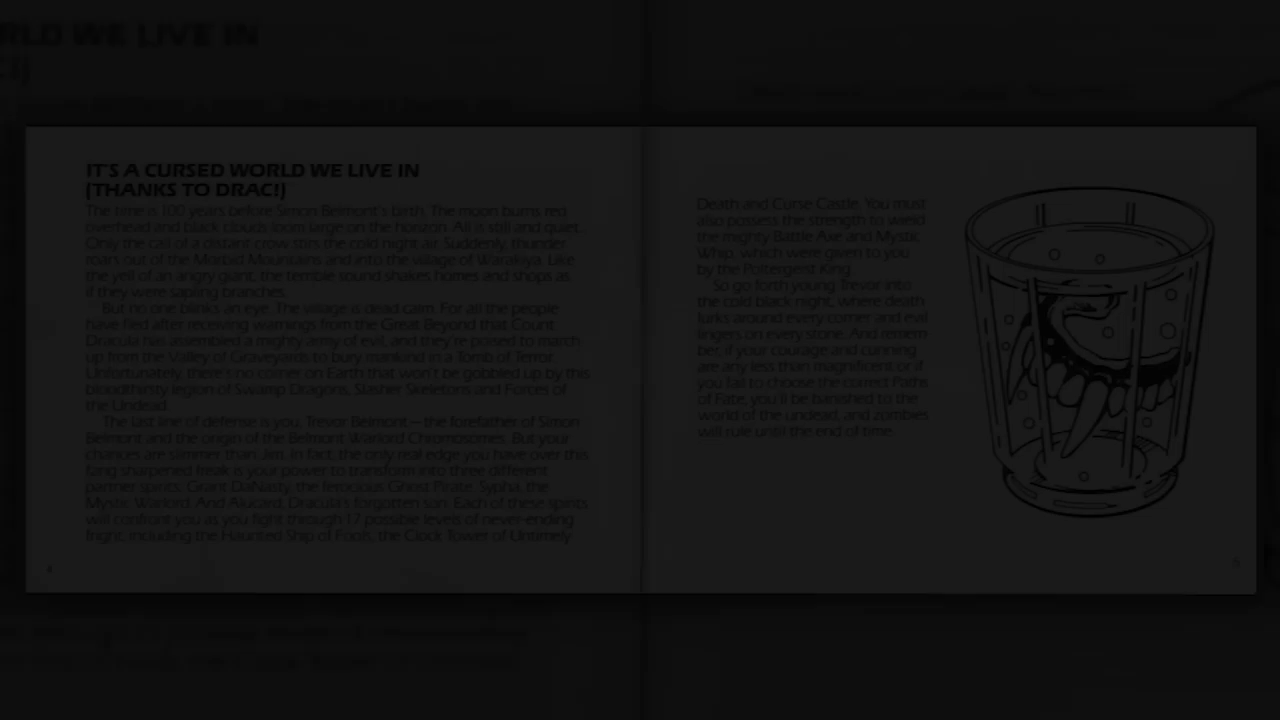 IT'S A CURSED WORLD WE LIVE IN
(THANKS TO DRAC!)
The time is 100 years before Simon Belmont's birth. The moon burns red
overhead and black clouds loom large on the horizon. All is still and quiet.
Only the call of a distant crow stirs the cold night air. Suddenly, thunder
roars out of the Morbid Mountains and into the village of Warakiya. Like
the yell of an angry giant, the terrible sound shakes homes and shops as
if they were sapling branches.
But no one blinks an eye. The village is dead calm. For all the people
have fled after receiving warnings from the Great Beyond that Count
Dracula has assembled a mighty army of evil, and they're poised to march
up from the Valley of Graveyards to bury mankind in a Tomb of Terror.
Unfortunately, there's no corner on Earth that won't be gobbled up by this
bloodthirsty legion of Swamp Dragons, Slasher Skeletons and Forces of
the Undead.
The last line of defense is you, Trevor Belmont—the forefather of Simon
Belmont and the origin of the Belmont Warlord Chromosomes. But your
chances are slimmer than slim. In fact, the only real edge you have over this
fang sharpened freak is your power to transform into three different
partner spirits: Grant DaNasty, the ferocious Ghost Pirate. Sypha, the
Mystic Warlord. And Alucard, Dracula's forgotten son. Each of these spirits
will confront you as you fight through 17 possible levels of never-ending
fright, including the Haunted Ship of Fools, the Clock Tower of Untimely
4
Death and Curse Castle. You must
also possess the strength to wield
the mighty Battle Axe and Mystic
Whip, which were given to you
by the Poltergeist King.
So go forth young Trevor into
the cold black night, where death
lurks around every corner and evil
lingers on every stone. And remem-
ber, if your courage and cunning
are any less than magnificent or if
you fail to choose the correct Paths
of Fate, you'll be banished to the
world of the undead, and zombies
will rule until the end of time.
5